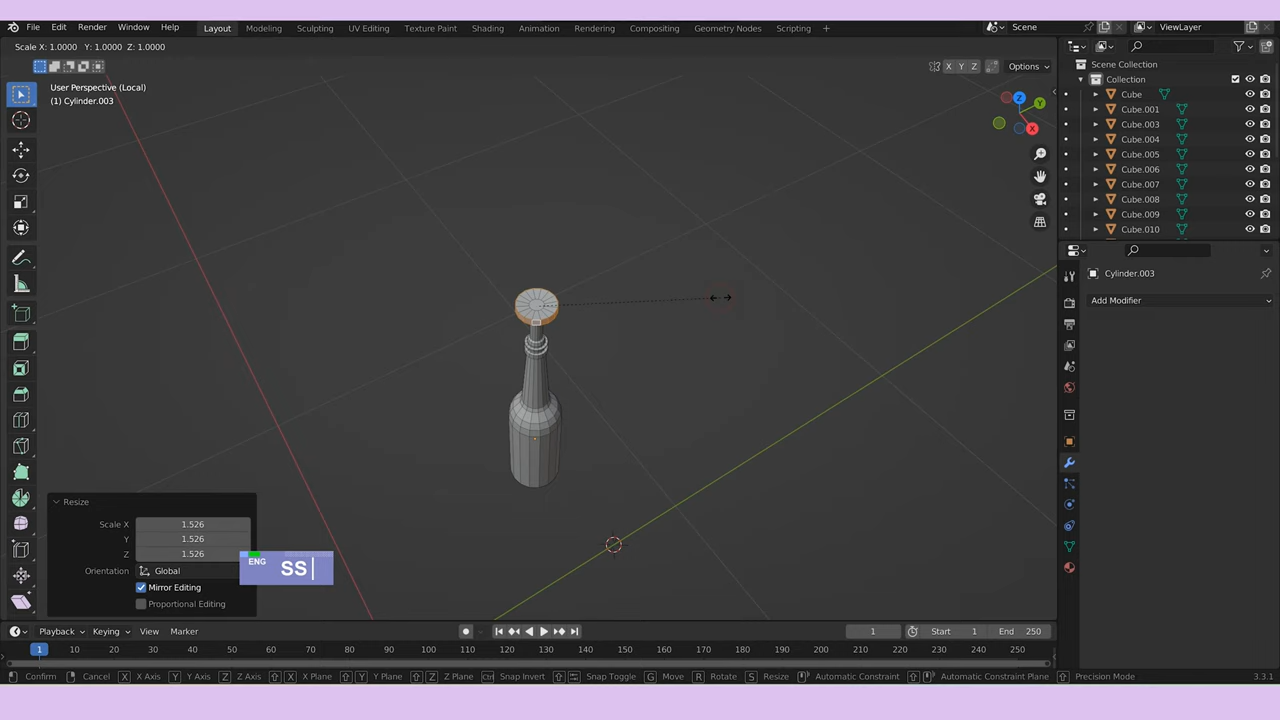 File Edit Render Window Help Layout Modeling Sculpting UV Editing Texture Paint Shading Animation Rendering Compositing Geometry Nodes Scripting + Scene ViewLayer
Scale X: 1.0000 Y: 1.0000 Z: 1.0000
X Y Z Options
User Perspective (Local)
(1) Cylinder.003
Z Y X
Scene Collection
Collection
Cube
Cube.001
Cube.003
Cube.004
Cube.005
Cube.006
Cube.007
Cube.008
Cube.009
Cube.010
Cylinder.003
Add Modifier
Resize
Scale X 1.526
Y 1.526
Z 1.526
Orientation Global
Mirror Editing
Proportional Editing
ENG SS
Playback Keying View Marker 1 Start 1 End 250
1 10 20 30 40 50 60 70 80 90 100 110 120 130 140 150 160 170 180 190 200 210 220 230 240 250
Confirm Cancel X X Axis Y Y Axis Z Z Axis X X Plane Y Y Plane Z Z Plane Snap Invert Snap Toggle G Move R Rotate S Resize Automatic Constraint Automatic Constraint Plane Precision Mode 3.3.1